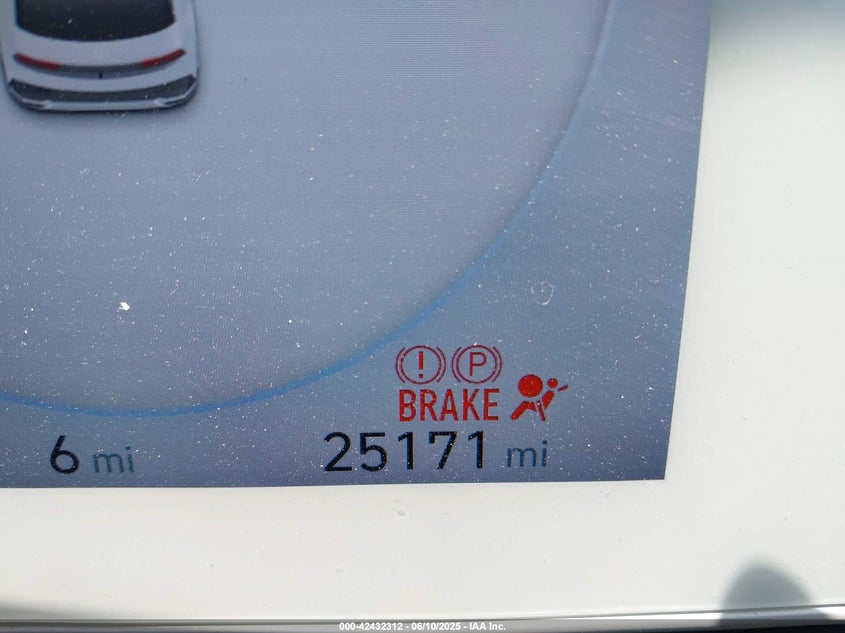 ! P
BRAKE
6 mi
25171 mi
000-42432312 - 06/10/2025 - IAA Inc.